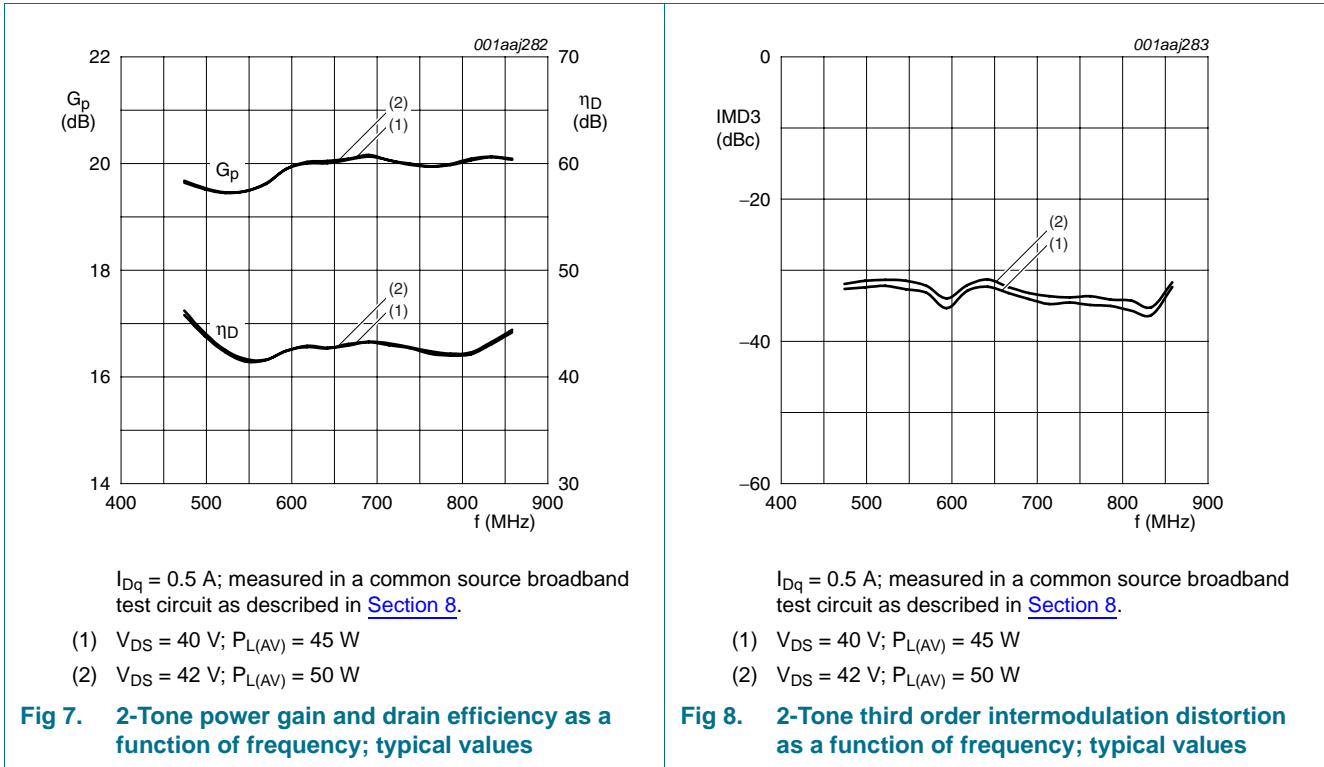 001aaj282
22
70
Gp
(dB)
ηD
(dB)
(2)
(1)
20
60
Gp
18
50
(2)
(1)
ηD
16
40
14
30
400 500 600 700 800 900
f (MHz)
IDq = 0.5 A; measured in a common source broadband
test circuit as described in Section 8.
(1) VDS = 40 V; PL(AV) = 45 W
(2) VDS = 42 V; PL(AV) = 50 W
Fig 7. 2-Tone power gain and drain efficiency as a
function of frequency; typical values
001aaj283
0
IMD3
(dBc)
−20
(2)
(1)
−40
−60
400 500 600 700 800 900
f (MHz)
IDq = 0.5 A; measured in a common source broadband
test circuit as described in Section 8.
(1) VDS = 40 V; PL(AV) = 45 W
(2) VDS = 42 V; PL(AV) = 50 W
Fig 8. 2-Tone third order intermodulation distortion
as a function of frequency; typical values